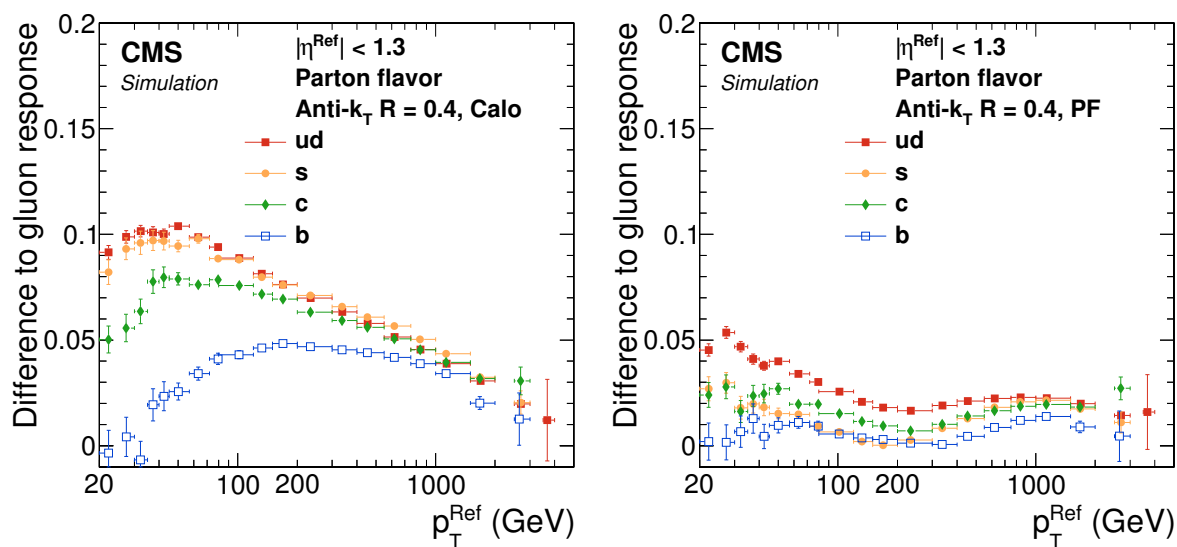 Difference to gluon response
0.2
0.15
0.1
0.05
0
CMS
Simulation
|η^Ref| < 1.3
Parton flavor
Anti-k_T R = 0.4, Calo
ud
s
c
b
20 100 200 1000
p_T^Ref (GeV)
Difference to gluon response
0.2
0.15
0.1
0.05
0
CMS
Simulation
|η^Ref| < 1.3
Parton flavor
Anti-k_T R = 0.4, PF
ud
s
c
b
20 100 200 1000
p_T^Ref (GeV)